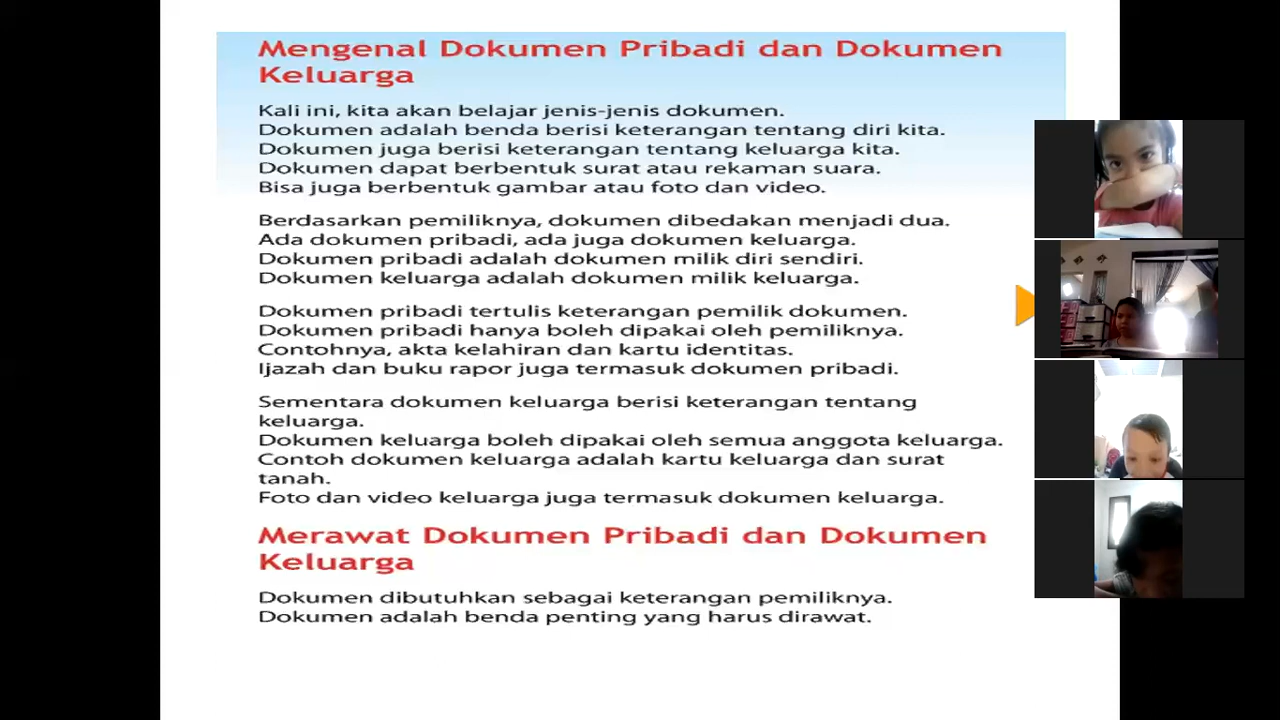 Mengenal Dokumen Pribadi dan Dokumen
Keluarga
Kali ini, kita akan belajar jenis-jenis dokumen.
Dokumen adalah benda berisi keterangan tentang diri kita.
Dokumen juga berisi keterangan tentang keluarga kita.
Dokumen dapat berbentuk surat atau rekaman suara.
Bisa juga berbentuk gambar atau foto dan video.
Berdasarkan pemiliknya, dokumen dibedakan menjadi dua.
Ada dokumen pribadi, ada juga dokumen keluarga.
Dokumen pribadi adalah dokumen milik diri sendiri.
Dokumen keluarga adalah dokumen milik keluarga.
Dokumen pribadi tertulis keterangan pemilik dokumen.
Dokumen pribadi hanya boleh dipakai oleh pemiliknya.
Contohnya, akta kelahiran dan kartu identitas.
Ijazah dan buku rapor juga termasuk dokumen pribadi.
Sementara dokumen keluarga berisi keterangan tentang
keluarga.
Dokumen keluarga boleh dipakai oleh semua anggota keluarga.
Contoh dokumen keluarga adalah kartu keluarga dan surat
tanah.
Foto dan video keluarga juga termasuk dokumen keluarga.
Merawat Dokumen Pribadi dan Dokumen
Keluarga
Dokumen dibutuhkan sebagai keterangan pemiliknya.
Dokumen adalah benda penting yang harus dirawat.